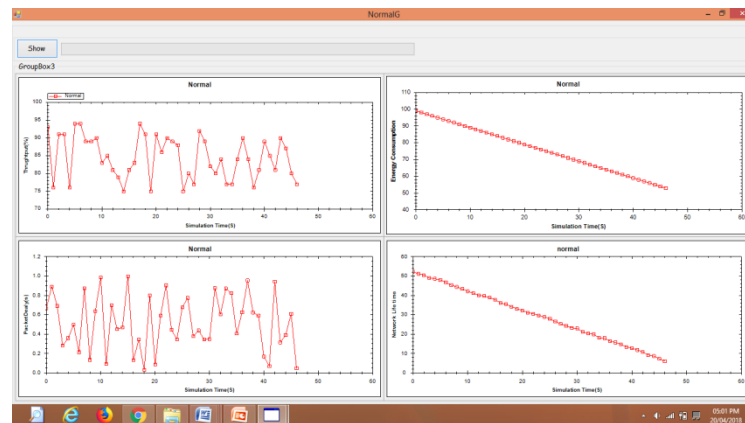 NormalG
Show
GroupBox3
Normal
Normal
100
95
90
85
80
75
70
0 10 20 30 40 50 60
Simulation Time(S)
Normal
110
100
90
80
70
60
50
40
Energy Consumption
0 10 20 30 40 50 60
Simulation Time(S)
Normal
1.2
1.0
0.8
0.6
0.4
0.2
0.0
0 10 20 30 40 50 60
Simulation Time(S)
normal
60
50
40
30
20
10
0
Network Life time
0 10 20 30 40 50 60
Simulation Time(S)
05:01 PM
20/04/2018